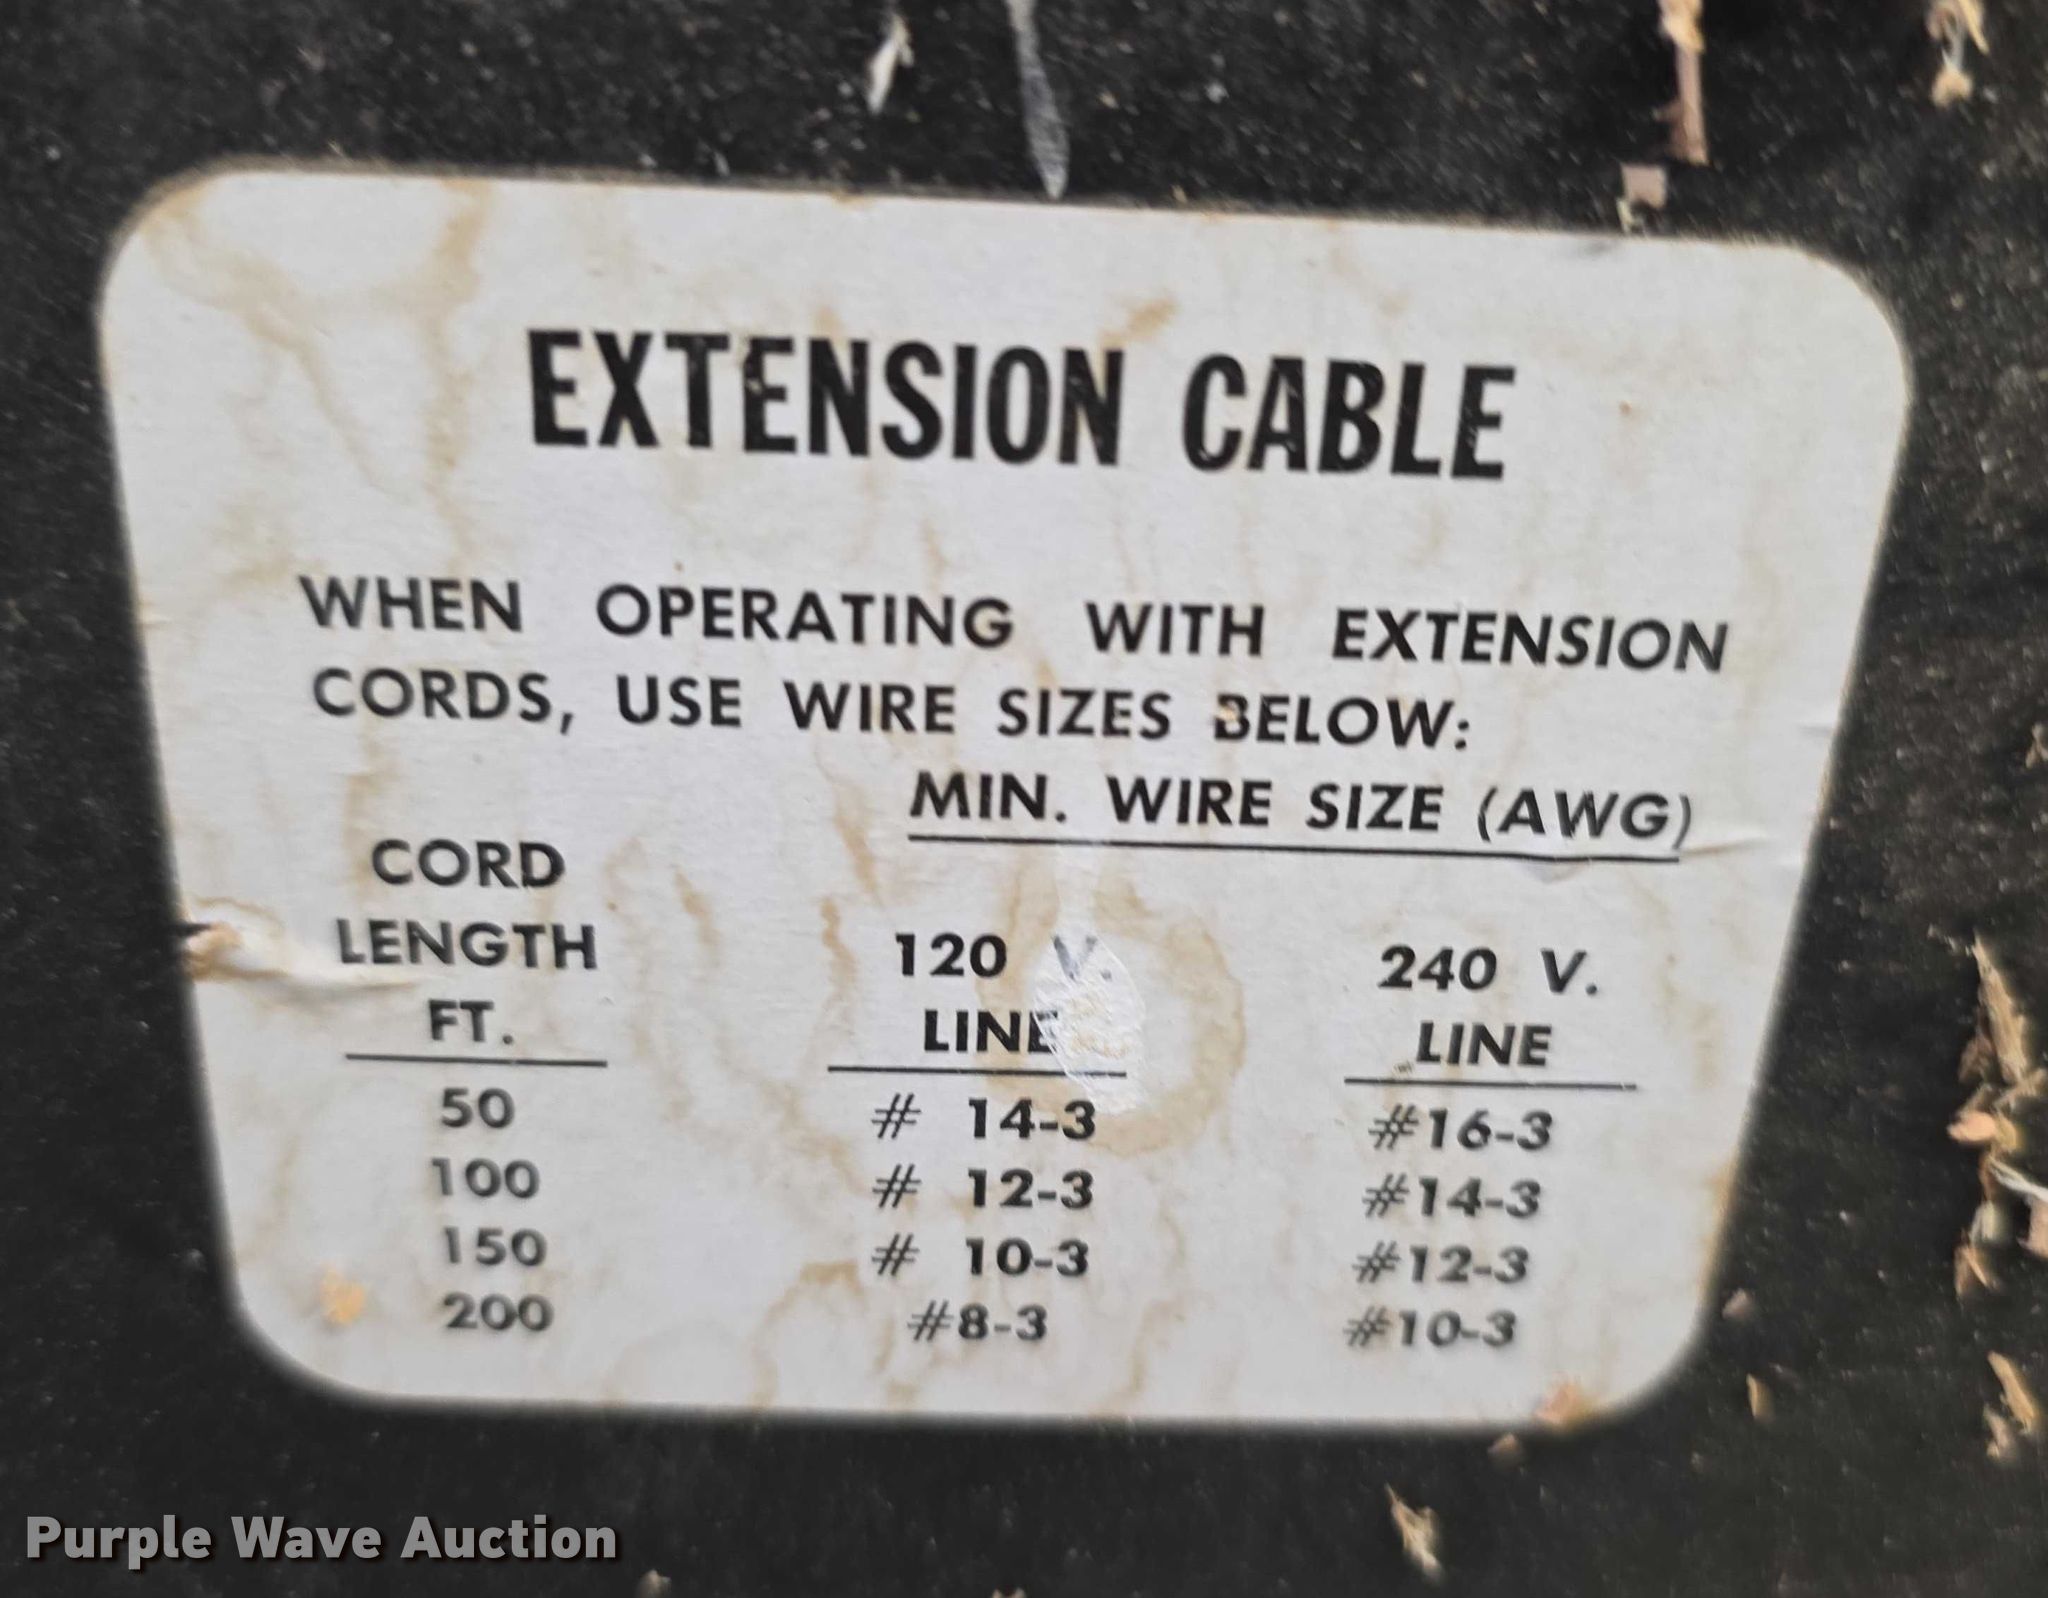 EXTENSION CABLE
WHEN OPERATING WITH EXTENSION
CORDS, USE WIRE SIZES BELOW:
MIN. WIRE SIZE (AWG)
CORD
LENGTH 120 V. 240 V.
FT. LINE LINE
50 # 14-3 #16-3
100 # 12-3 #14-3
150 # 10-3 #12-3
200 #8-3 #10-3
Purple Wave Auction